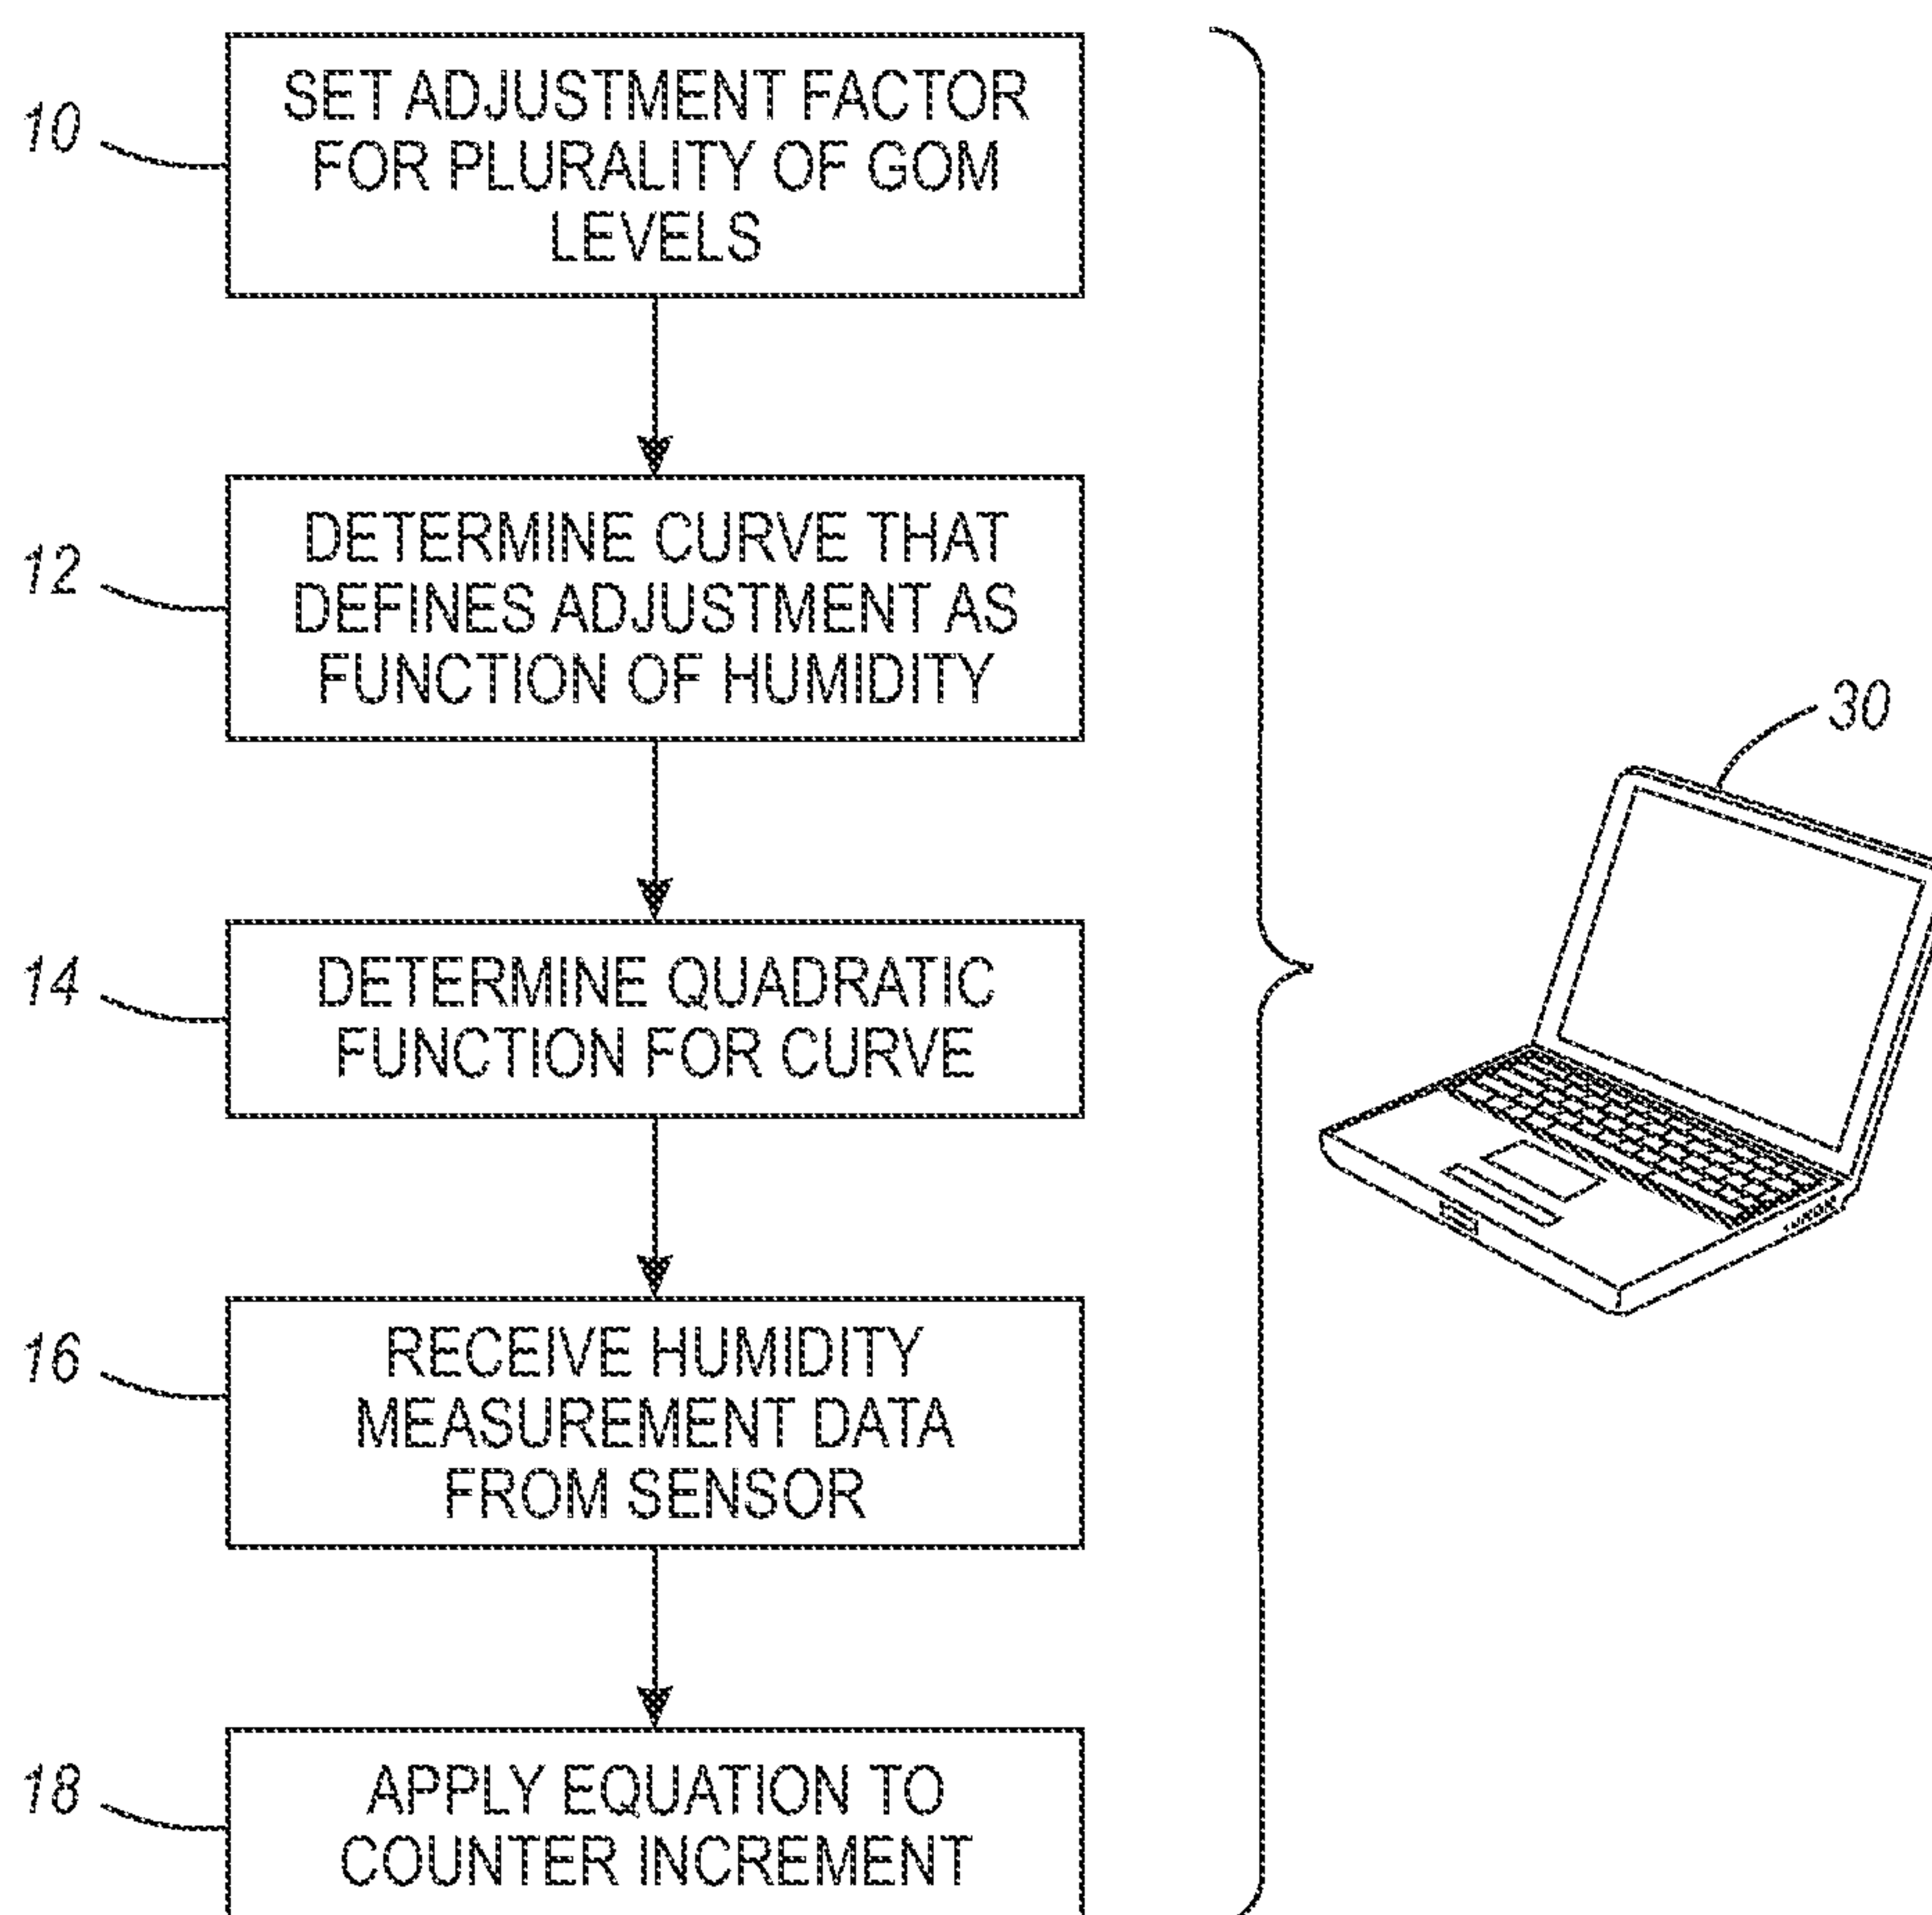 10
SET ADJUSTMENT FACTOR
FOR PLURALITY OF GOM
LEVELS
12
DETERMINE CURVE THAT
DEFINES ADJUSTMENT AS
FUNCTION OF HUMIDITY
30
14
DETERMINE QUADRATIC
FUNCTION FOR CURVE
16
RECEIVE HUMIDITY
MEASUREMENT DATA
FROM SENSOR
18
APPLY EQUATION TO
COUNTER INCREMENT